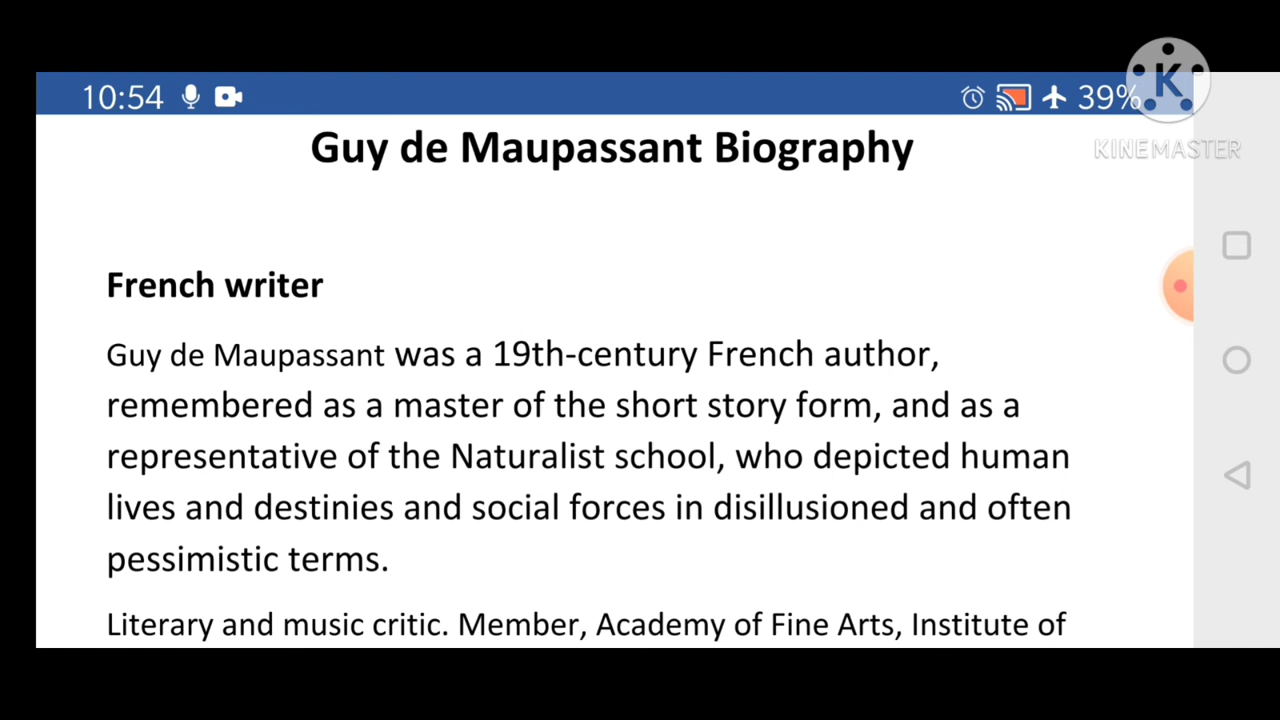 10:54
39%
K
KINEMASTER
Guy de Maupassant Biography
French writer
Guy de Maupassant was a 19th-century French author,
remembered as a master of the short story form, and as a
representative of the Naturalist school, who depicted human
lives and destinies and social forces in disillusioned and often
pessimistic terms.
Literary and music critic. Member, Academy of Fine Arts, Institute of